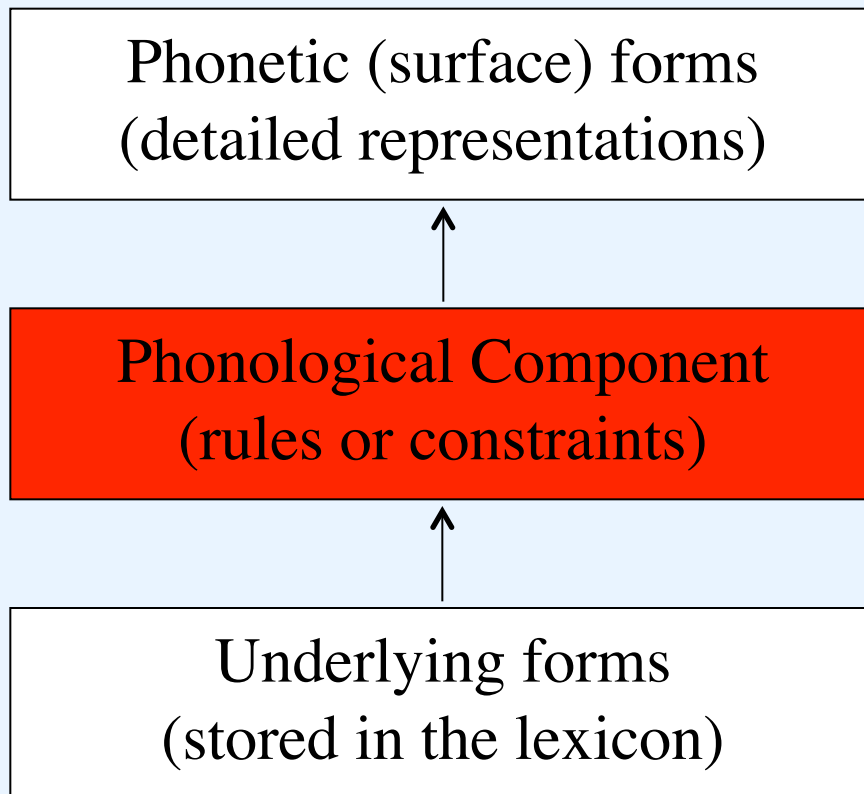 Phonetic (surface) forms
(detailed representations)
Phonological Component
(rules or constraints)
Underlying forms
(stored in the lexicon)